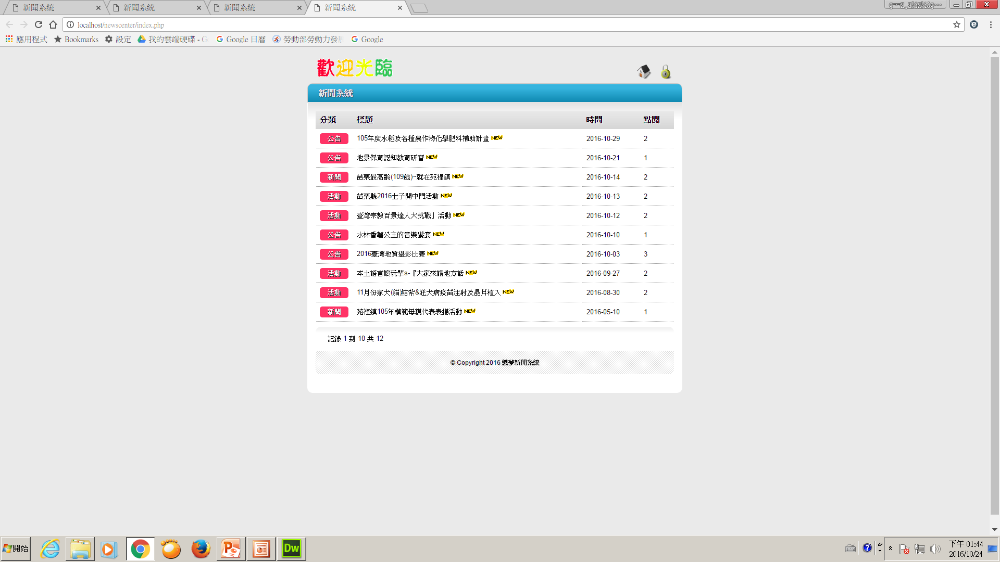 新聞系統
新聞系統
新聞系統
新聞系統
localhost/newscenter/index.php
應用程式 Bookmarks 設定 我的雲端硬碟 - G Google 日曆 勞動部勞動力發 Google
歡迎光臨
新聞系統
分類 標題 時間 點閱
公告 105年度水稻及各種農作物化學肥料補助計畫 NEW 2016-10-29 2
公告 地景保育認知教育研習 NEW 2016-10-21 1
新聞 苗栗最高齡(109歲)~就在苑裡鎮 NEW 2016-10-14 2
活動 苗栗縣2016士子開中門活動 NEW 2016-10-13 2
活動 臺灣宗教百景達人大挑戰」活動 NEW 2016-10-12 2
公告 水林番薯公主的音樂饗宴 NEW 2016-10-10 1
公告 2016臺灣地質攝影比賽 NEW 2016-10-03 3
活動 本土語言嬉玩擊s-『大家來講地方話 NEW 2016-09-27 2
活動 11月份家犬(貓)結紮&狂犬病疫苗注射及晶片植入 NEW 2016-08-30 2
新聞 苑裡鎮105年模範母親代表表揚活動 NEW 2016-05-10 1
記錄 1 到 10 共 12
© Copyright 2016 織夢新聞系統
開始
Dw
下午 01:44
2016/10/24